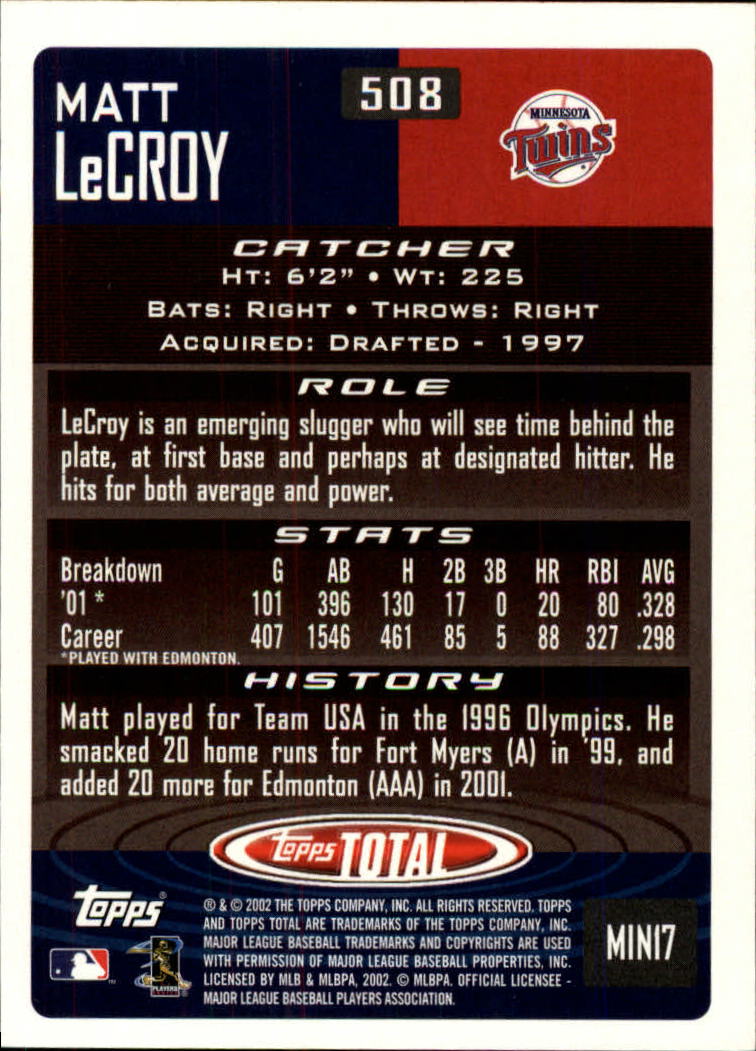 MATT
LeCROY
508
MINNESOTA
Twins
CATCHER
HT: 6'2" • WT: 225
BATS: RIGHT • THROWS: RIGHT
ACQUIRED: DRAFTED - 1997
ROLE
LeCroy is an emerging slugger who will see time behind the
plate, at first base and perhaps at designated hitter. He
hits for both average and power.
STATS
Breakdown G AB H 2B 3B HR RBI AVG
'01 * 101 396 130 17 0 20 80 .328
Career 407 1546 461 85 5 88 327 .298
*PLAYED WITH EDMONTON.
HISTORY
Matt played for Team USA in the 1996 Olympics. He
smacked 20 home runs for Fort Myers (A) in '99, and
added 20 more for Edmonton (AAA) in 2001.
Topps TOTAL
Topps®
® & © 2002 THE TOPPS COMPANY, INC. ALL RIGHTS RESERVED. TOPPS
AND TOPPS TOTAL ARE TRADEMARKS OF THE TOPPS COMPANY, INC.
MAJOR LEAGUE BASEBALL TRADEMARKS AND COPYRIGHTS ARE USED
WITH PERMISSION OF MAJOR LEAGUE BASEBALL PROPERTIES, INC.
LICENSED BY MLB & MLBPA, 2002. © MLBPA. OFFICIAL LICENSEE -
MAJOR LEAGUE BASEBALL PLAYERS ASSOCIATION.
PLAYERS
MIN17